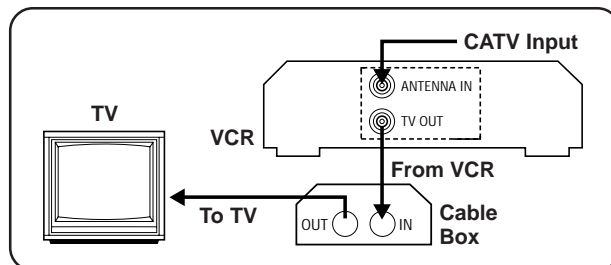 CATV Input
ANTENNA IN
TV
TV OUT
VCR
From VCR
To TV
OUT
IN
Cable
Box